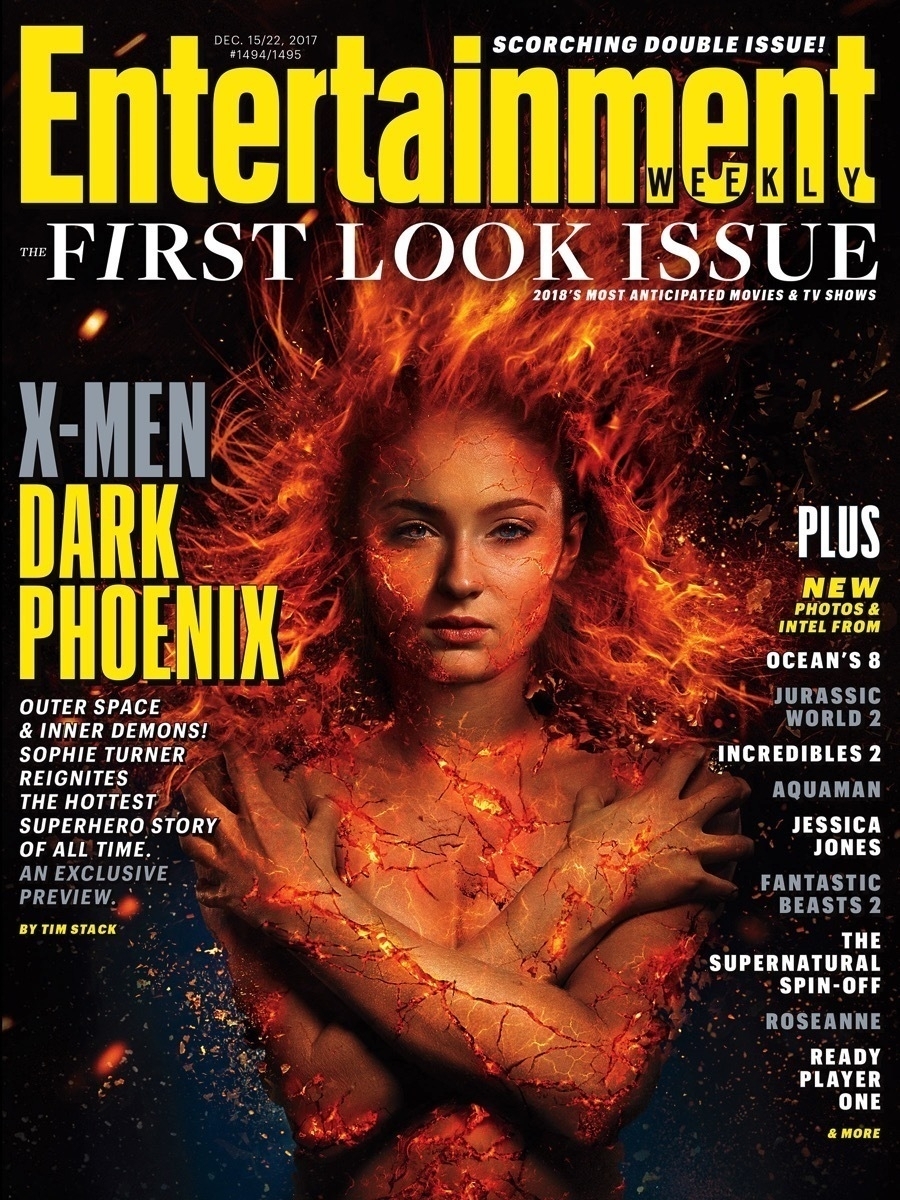 DEC. 15/22, 2017
#1494/1495
SCORCHING DOUBLE ISSUE!
Entertainment
WEEKLY
THE FIRST LOOK ISSUE
2018'S MOST ANTICIPATED MOVIES & TV SHOWS
X-MEN
DARK
PHOENIX
OUTER SPACE
& INNER DEMONS!
SOPHIE TURNER
REIGNITES
THE HOTTEST
SUPERHERO STORY
OF ALL TIME.
AN EXCLUSIVE
PREVIEW.
BY TIM STACK
PLUS
NEW
PHOTOS &
INTEL FROM
OCEAN'S 8
JURASSIC
WORLD 2
INCREDIBLES 2
AQUAMAN
JESSICA
JONES
FANTASTIC
BEASTS 2
THE
SUPERNATURAL
SPIN-OFF
ROSEANNE
READY
PLAYER
ONE
& MORE